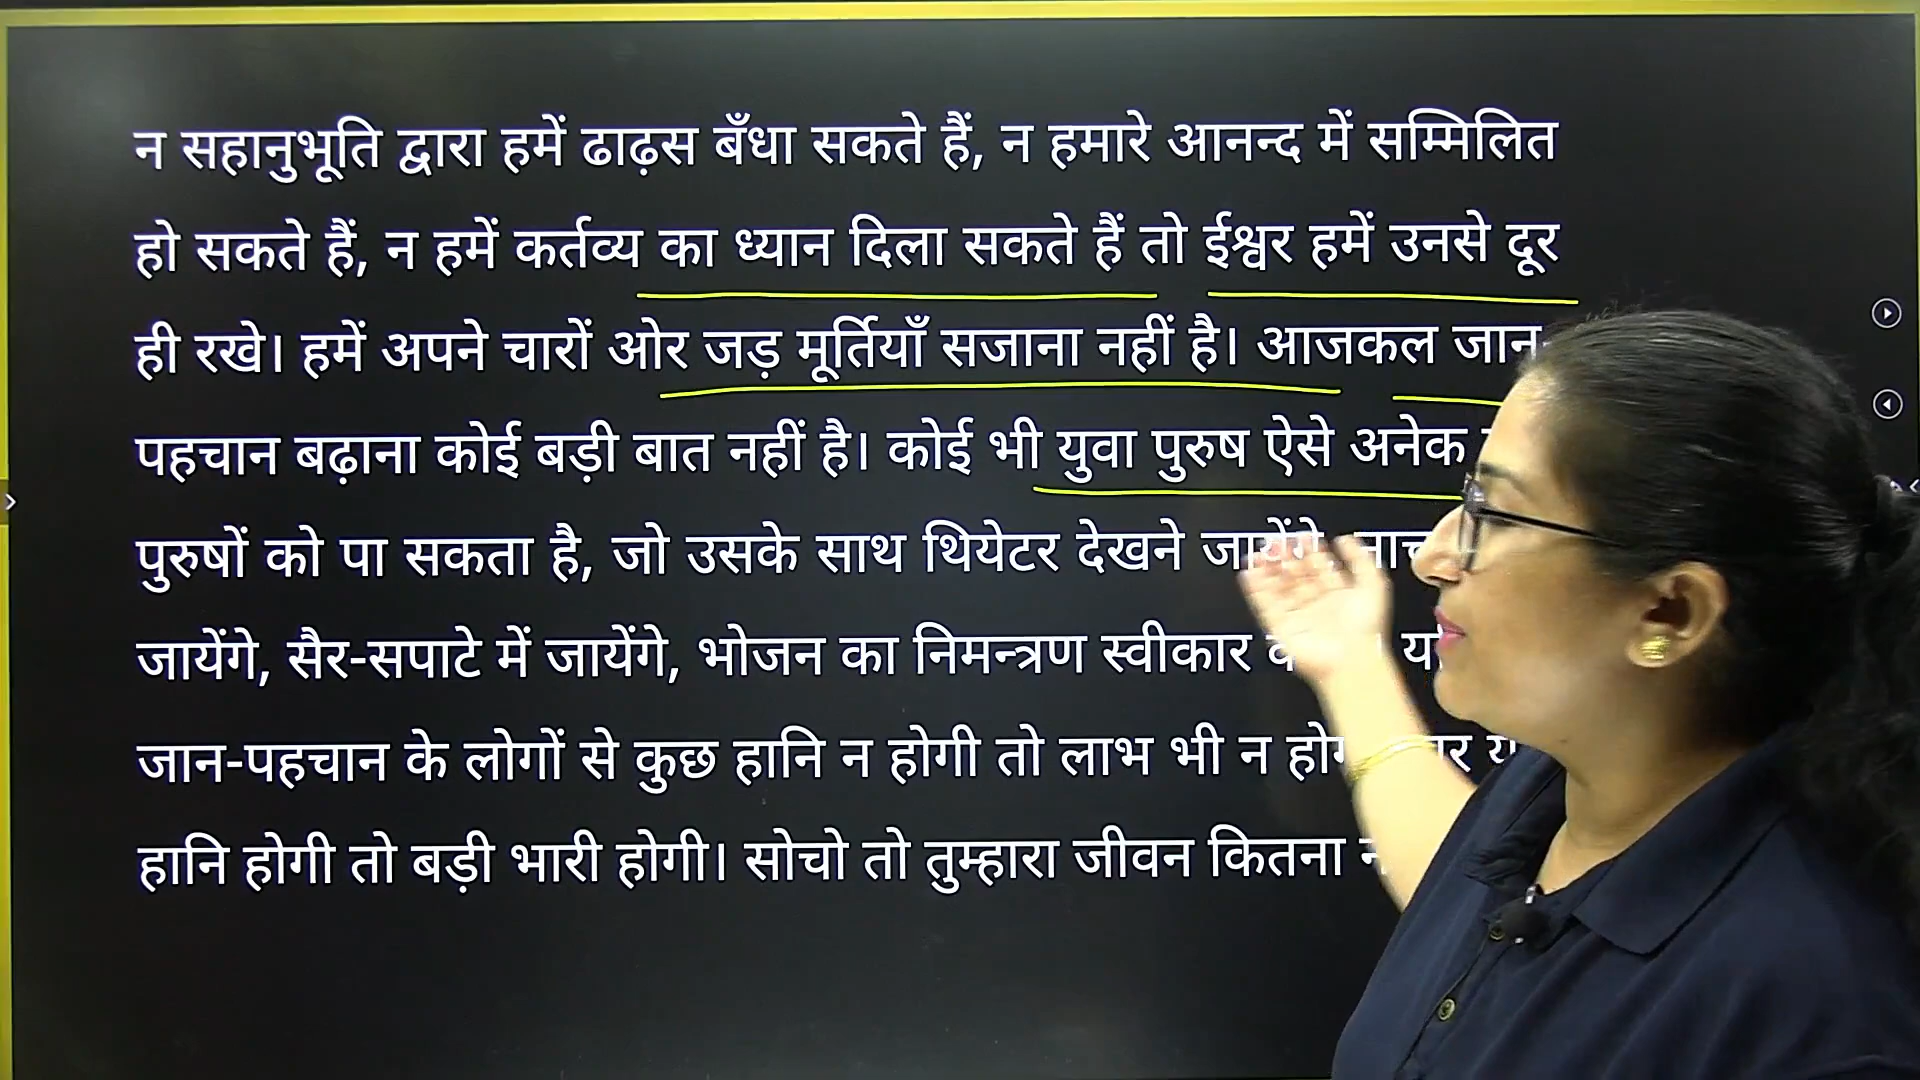 न सहानुभूति द्वारा हमें ढाढ़स बँधा सकते हैं, न हमारे आनन्द में सम्मिलित
हो सकते हैं, न हमें कर्तव्य का ध्यान दिला सकते हैं तो ईश्वर हमें उनसे दूर
ही रखे। हमें अपने चारों ओर जड़ मूर्तियाँ सजाना नहीं है। आजकल जान-
पहचान बढ़ाना कोई बड़ी बात नहीं है। कोई भी युवा पुरुष ऐसे अनेक
पुरुषों को पा सकता है, जो उसके साथ थियेटर देखने जायेंगे,
जायेंगे, सैर-सपाटे में जायेंगे, भोजन का निमन्त्रण स्वीकार
जान-पहचान के लोगों से कुछ हानि न होगी तो लाभ भी न
हानि होगी तो बड़ी भारी होगी। सोचो तो तुम्हारा जीवन कितना